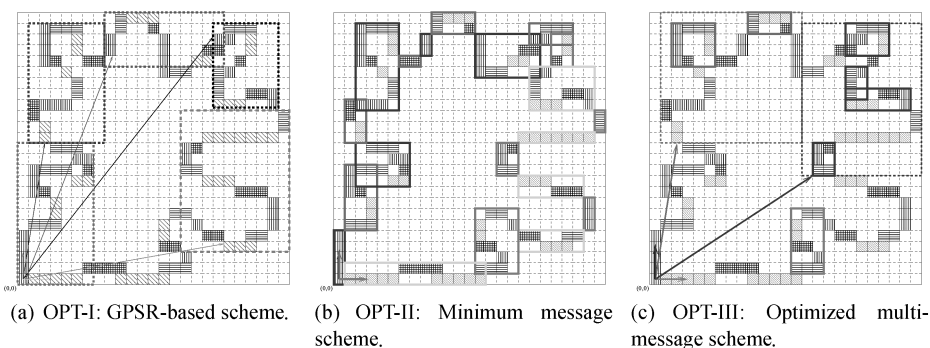 (0,0) (0,0) (0,0)
(a) OPT-I: GPSR-based scheme. (b) OPT-II: Minimum message (c) OPT-III: Optimized multi-
scheme. message scheme.